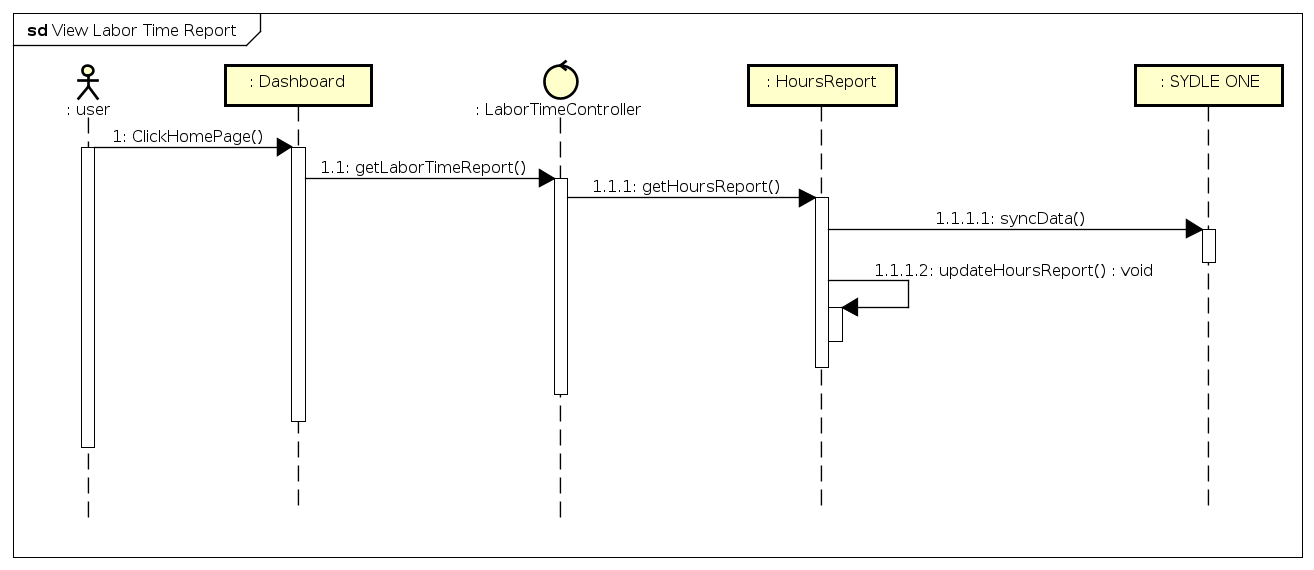 sd View Labor Time Report
: user
: Dashboard
: LaborTimeController
: HoursReport
: SYDLE ONE
1: ClickHomePage()
1.1: getLaborTimeReport()
1.1.1: getHoursReport()
1.1.1.1: syncData()
1.1.1.2: updateHoursReport() : void